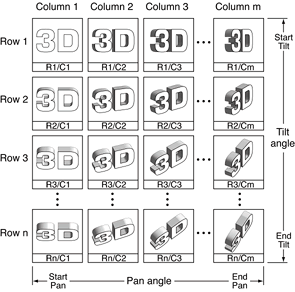 Column 1 Column 2 Column 3 Column m
Row 1 3D 3D 3D ••• 3D Start
Tilt
R1/C1 R1/C2 R1/C3 R1/Cm
Row 2 3D 3D 3D ••• 3D
R2/C1 R2/C2 R2/C3 R2/Cm
Tilt
angle
Row 3 3D 3D 3D 3D
R3/C1 R3/C2 R3/C3 R3/Cm
Row n 3D 3D 3D ••• 3D End
Tilt
Rn/C1 Rn/C2 Rn/C3 Rn/Cm
Start
Pan Pan angle End
Pan